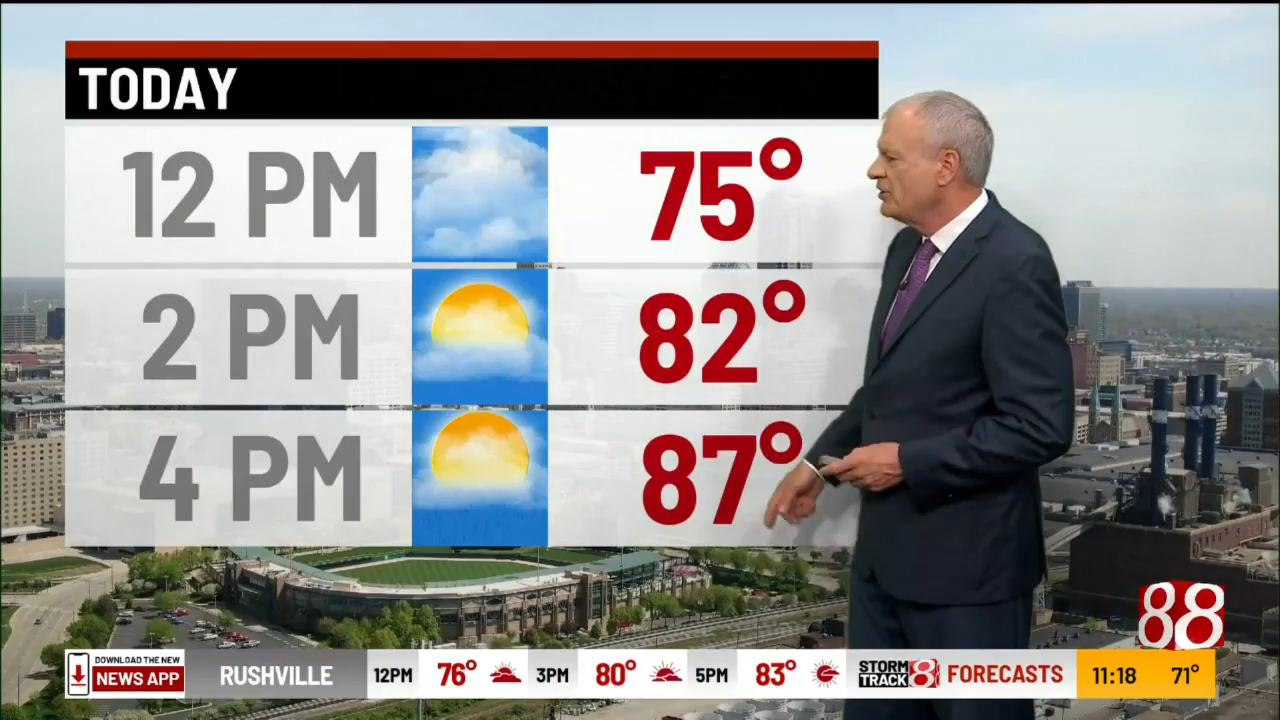 TODAY
12 PM 75°
2 PM 82°
4 PM 87°
88
DOWNLOAD THE NEW
NEWS APP
RUSHVILLE 12PM 76° 3PM 80° 5PM 83°
STORM
TRACK 8
FORECASTS 11:18 71°